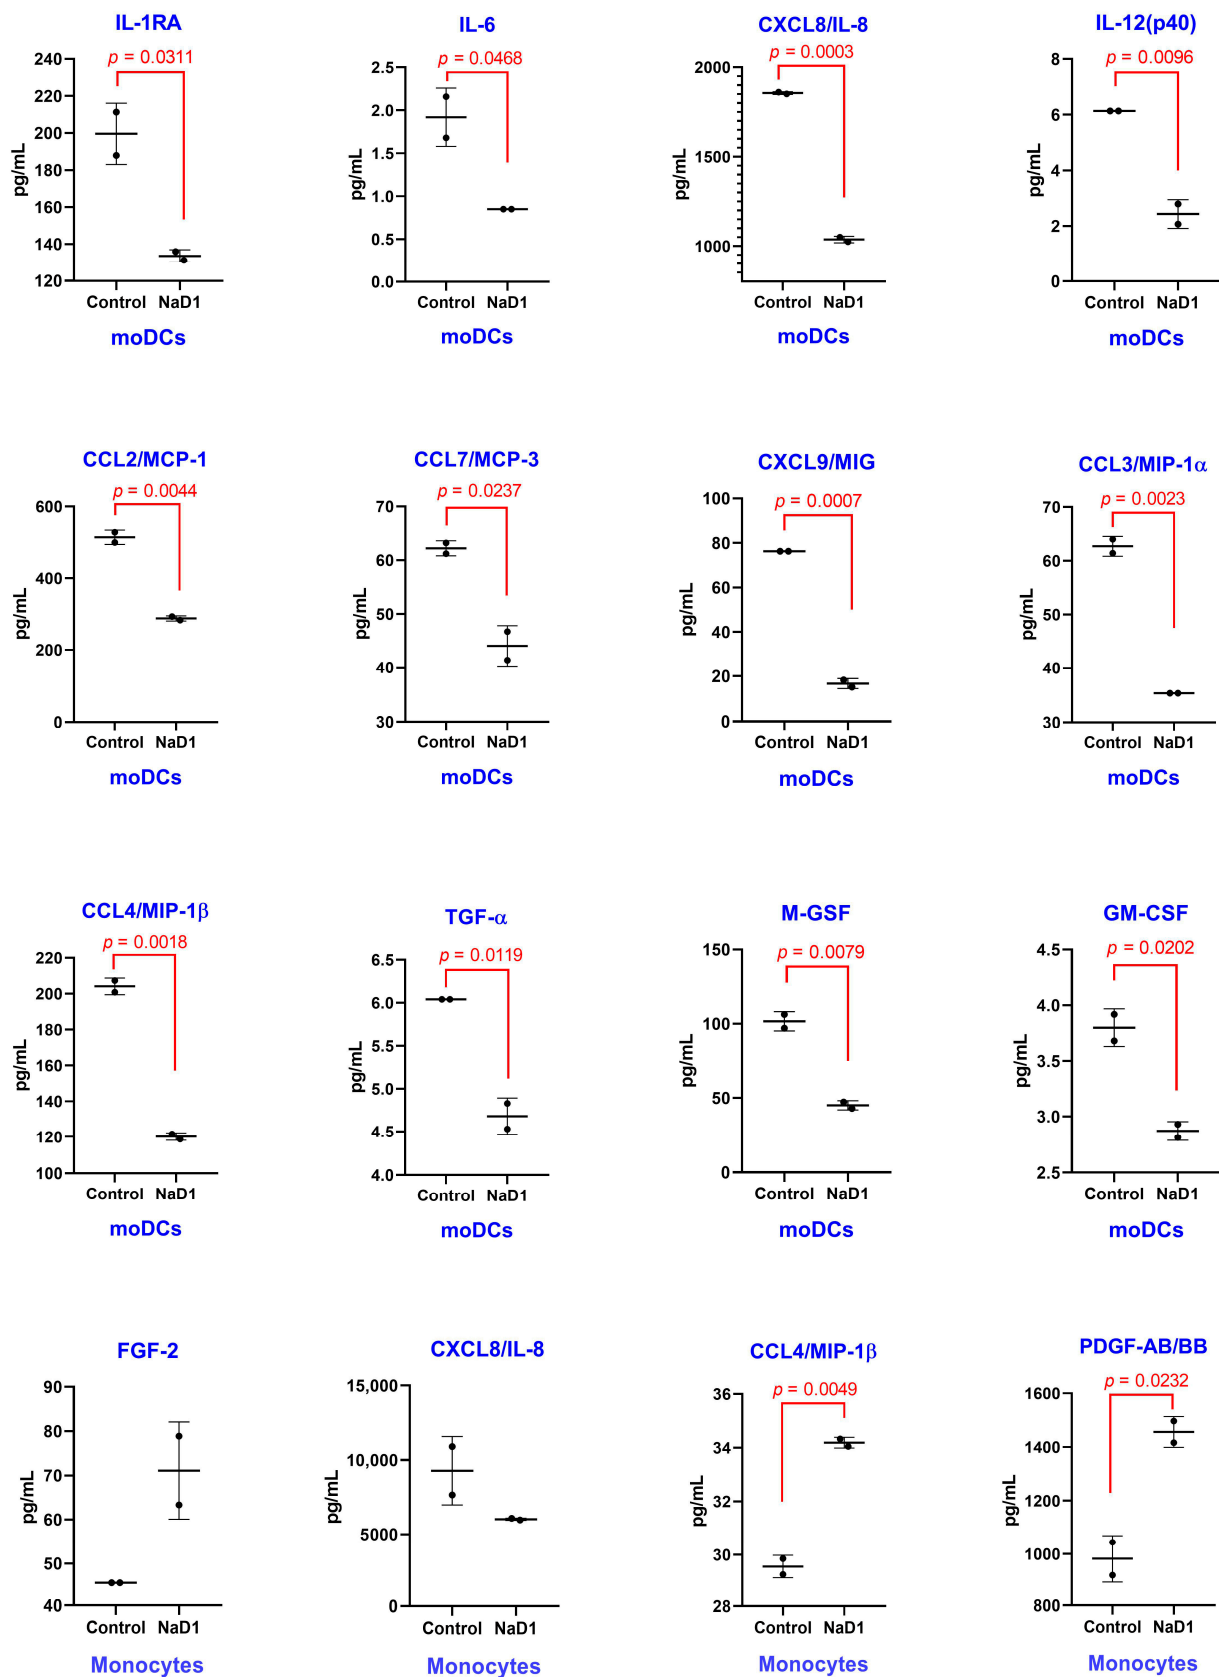 IL-1RA
p = 0.0311
240
220
200
180
160
140
120
pg/mL
Control NaD1
moDCs
IL-6
p = 0.0468
2.5
2.0
1.5
1.0
0.5
0.0
pg/mL
Control NaD1
moDCs
CXCL8/IL-8
p = 0.0003
2000
1500
1000
pg/mL
Control NaD1
moDCs
IL-12(p40)
p = 0.0096
8
6
4
2
0
pg/mL
Control NaD1
moDCs
CCL2/MCP-1
p = 0.0044
600
400
200
0
pg/mL
Control NaD1
moDCs
CCL7/MCP-3
p = 0.0237
70
60
50
40
30
pg/mL
Control NaD1
moDCs
CXCL9/MIG
p = 0.0007
100
80
60
40
20
0
pg/mL
Control NaD1
moDCs
CCL3/MIP-1α
p = 0.0023
70
60
50
40
30
pg/mL
Control NaD1
moDCs
CCL4/MIP-1β
p = 0.0018
220
200
180
160
140
120
100
pg/mL
Control NaD1
moDCs
TGF-α
p = 0.0119
6.5
6.0
5.5
5.0
4.5
4.0
pg/mL
Control NaD1
moDCs
M-GSF
p = 0.0079
150
100
50
0
pg/mL
Control NaD1
moDCs
GM-CSF
p = 0.0202
4.5
4.0
3.5
3.0
2.5
pg/mL
Control NaD1
moDCs
FGF-2
90
80
70
60
50
40
pg/mL
Control NaD1
Monocytes
CXCL8/IL-8
15,000
10,000
5000
0
pg/mL
Control NaD1
Monocytes
CCL4/MIP-1β
p = 0.0049
36
34
32
30
28
pg/mL
Control NaD1
Monocytes
PDGF-AB/BB
p = 0.0232
1600
1400
1200
1000
800
pg/mL
Control NaD1
Monocytes